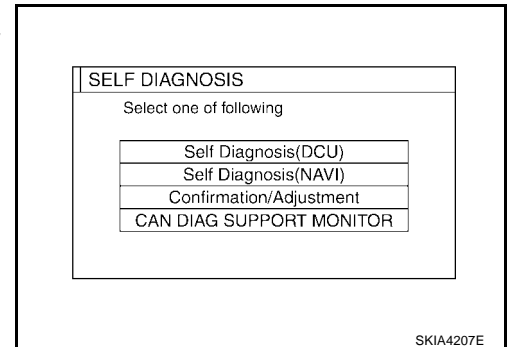 SELF DIAGNOSIS
Select one of following
Self Diagnosis(DCU)
Self Diagnosis(NAVI)
Confirmation/Adjustment
CAN DIAG SUPPORT MONITOR
SKIA4207E